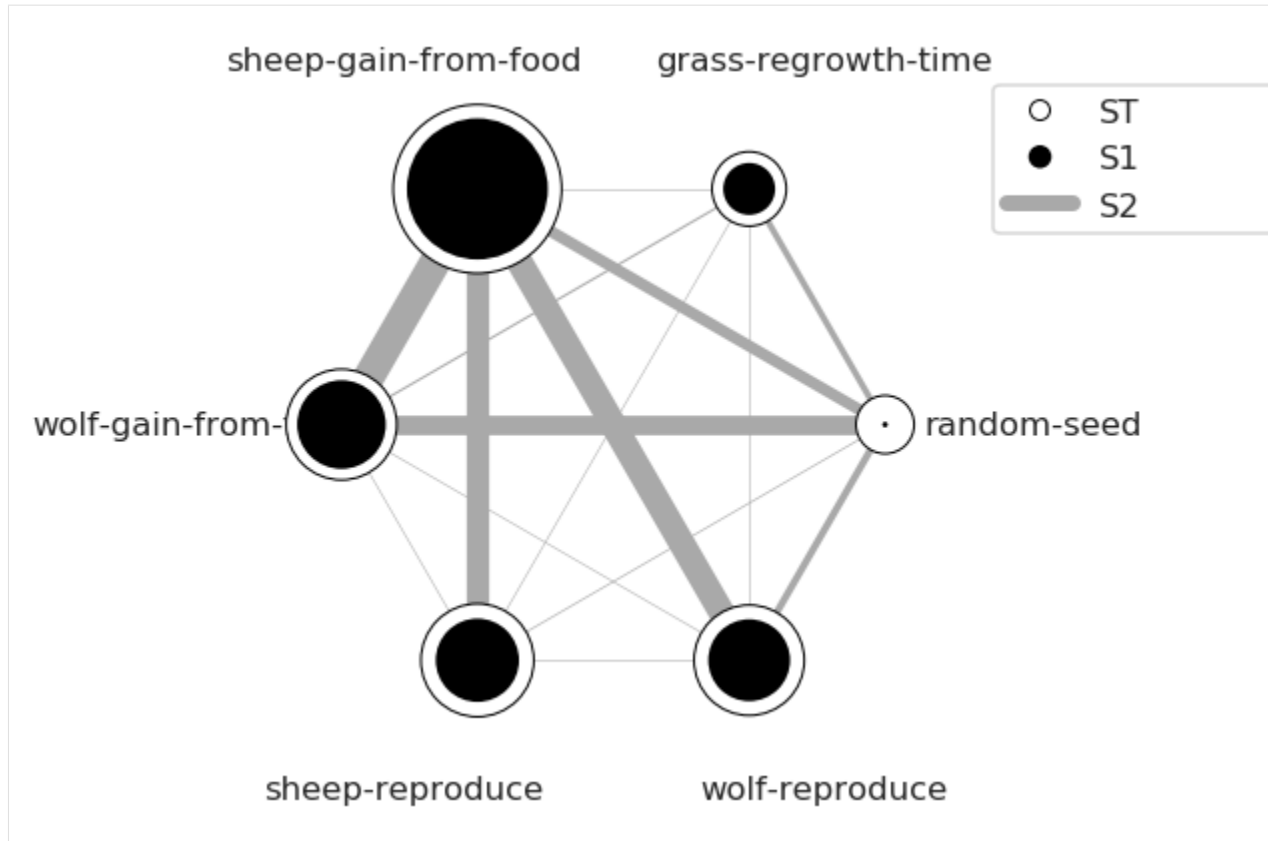 sheep-gain-from-food
grass-regrowth-time
ST
S1
S2
wolf-gain-from-
random-seed
sheep-reproduce
wolf-reproduce